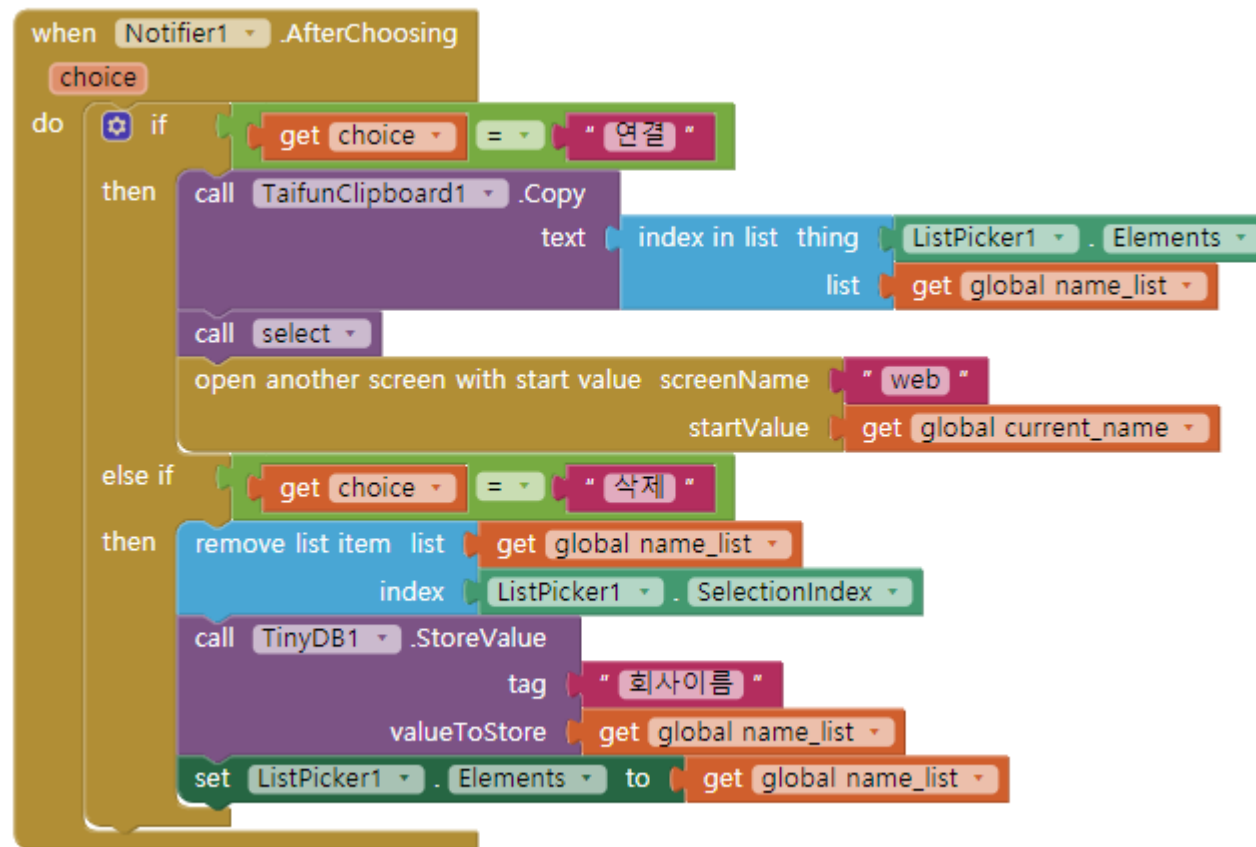 when Notifier1 .AfterChoosing
choice
do if get choice = " 연결 "
then call TaifunClipboard1 .Copy
text index in list thing ListPicker1 . Elements
list get global name_list
call select
open another screen with start value screenName " web "
startValue get global current_name
else if get choice = " 삭제 "
then remove list item list get global name_list
index ListPicker1 . SelectionIndex
call TinyDB1 .StoreValue
tag " 회사이름 "
valueToStore get global name_list
set ListPicker1 . Elements to get global name_list